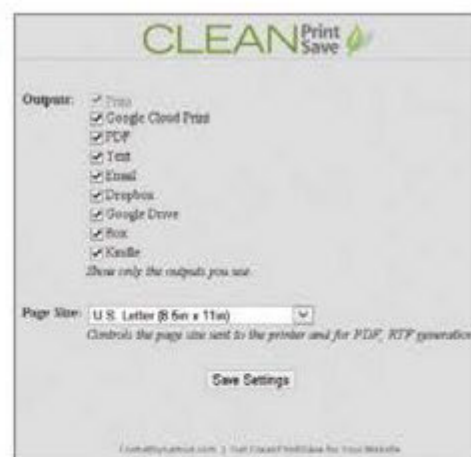 CLEAN Print Save
Outputs: Print
Google Cloud Print
PDF
Text
Email
Dropbox
Google Drive
Box
Kindle
Show only the outputs you use.
Page Size: U.S. Letter (8.5in x 11in)
Controls the page size sent to the printer and for PDF, RTF generation
Save Settings